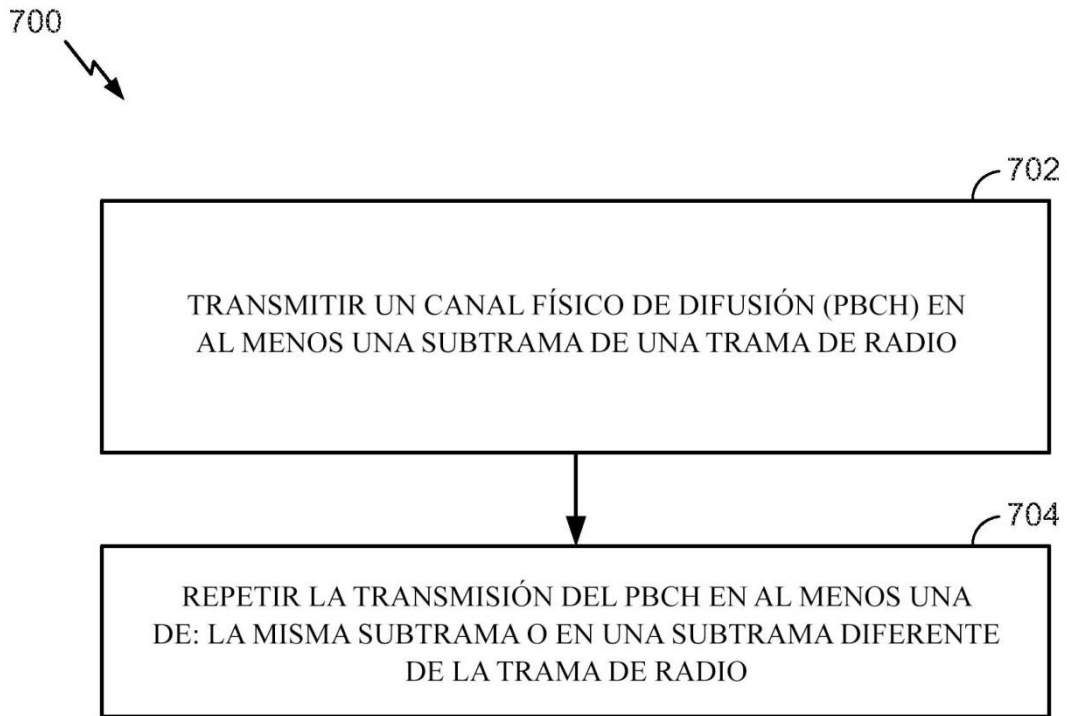 700
702
TRANSMITIR UN CANAL FÍSICO DE DIFUSIÓN (PBCH) EN
AL MENOS UNA SUBTRAMA DE UNA TRAMA DE RADIO
704
REPETIR LA TRANSMISIÓN DEL PBCH EN AL MENOS UNA
DE: LA MISMA SUBTRAMA O EN UNA SUBTRAMA DIFERENTE
DE LA TRAMA DE RADIO